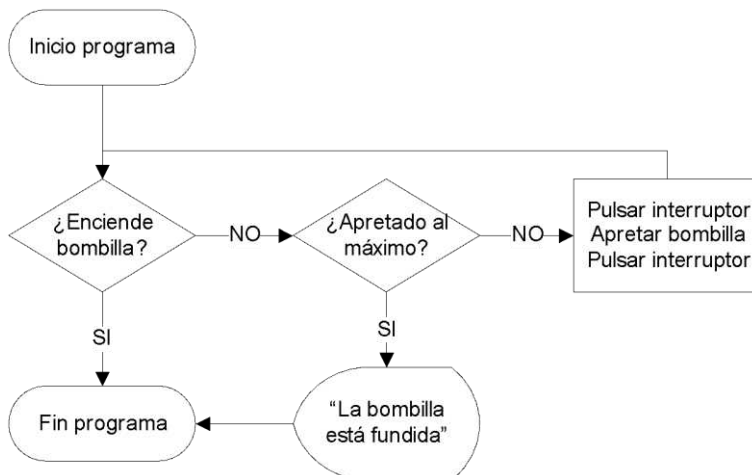 Inicio programa
¿Enciende
bombilla?
NO
¿Apretado al
máximo?
NO
Pulsar interruptor
Apretar bombilla
Pulsar interruptor
SI
SI
Fin programa
“La bombilla
está fundida”